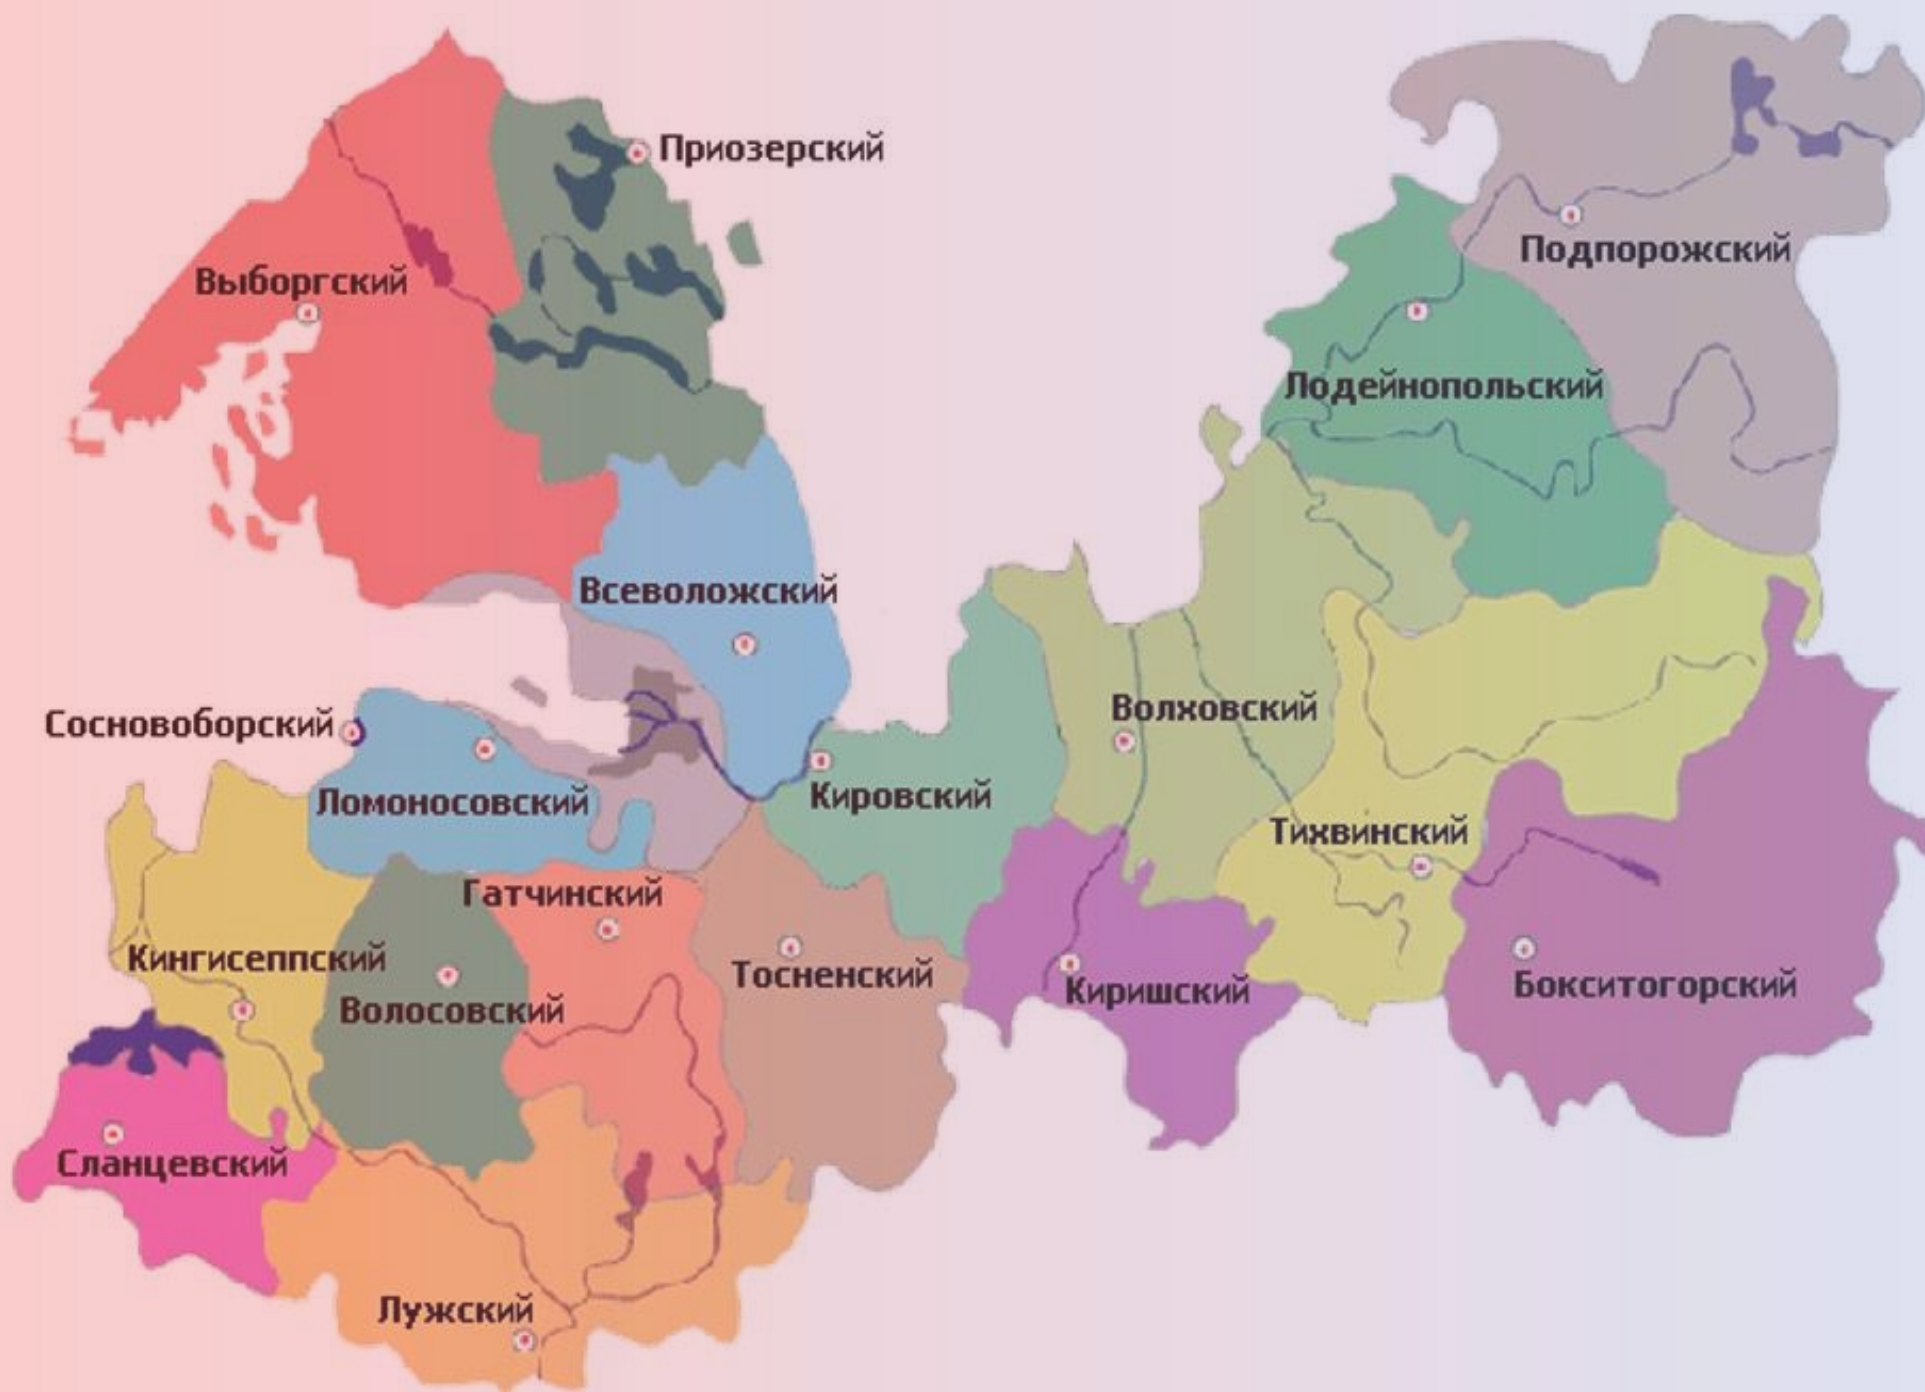 Приозерский
Подпорожский
Выборгский
Лодейнопольский
Всеволожский
Волховский
Сосновоборский
Кировский
Ломоносовский
Тихвинский
Гатчинский
Кингисеппский
Тосненский
Бокситогорский
Киришский
Волосовский
Сланцевский
Лужский